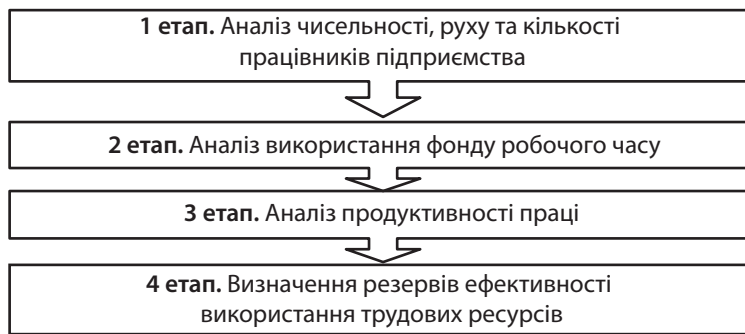 1 етап. Аналіз чисельності, руху та кількості
працівників підприємства
2 етап. Аналіз використання фонду робочого часу
3 етап. Аналіз продуктивності праці
4 етап. Визначення резервів ефективності
використання трудових ресурсів